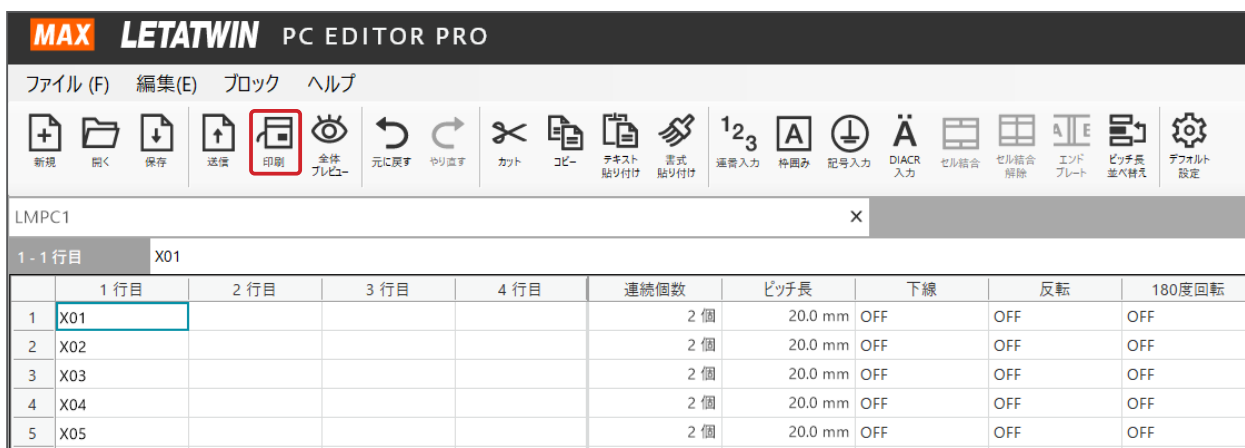 MAX LETATWIN PC EDITOR PRO
ファイル (F) 編集(E) ブロック ヘルプ
新規 開く 保存 送信 印刷 全体プレビュー 元に戻す やり直す カット コピー テキスト貼り付け 書式貼り付け 連番入力 枠囲み 記号入力 DIACR入力 セル結合 セル結合解除 エンドプレート ピッチ長並べ替え デフォルト設定
LMPC1 ×
1 - 1 行目 X01
1 行目 2 行目 3 行目 4 行目 連続個数 ピッチ長 下線 反転 180度回転
1 X01 2 個 20.0 mm OFF OFF OFF
2 X02 2 個 20.0 mm OFF OFF OFF
3 X03 2 個 20.0 mm OFF OFF OFF
4 X04 2 個 20.0 mm OFF OFF OFF
5 X05 2 個 20.0 mm OFF OFF OFF